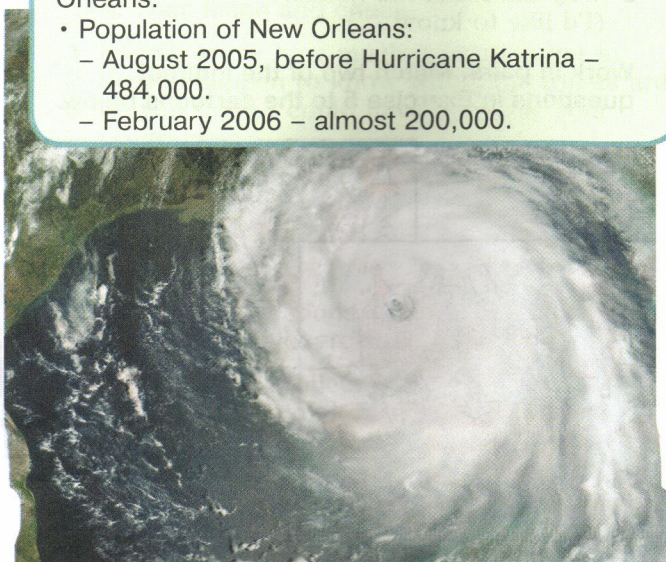 Orleans.
• Population of New Orleans:
– August 2005, before Hurricane Katrina –
484,000.
– February 2006 – almost 200,000.